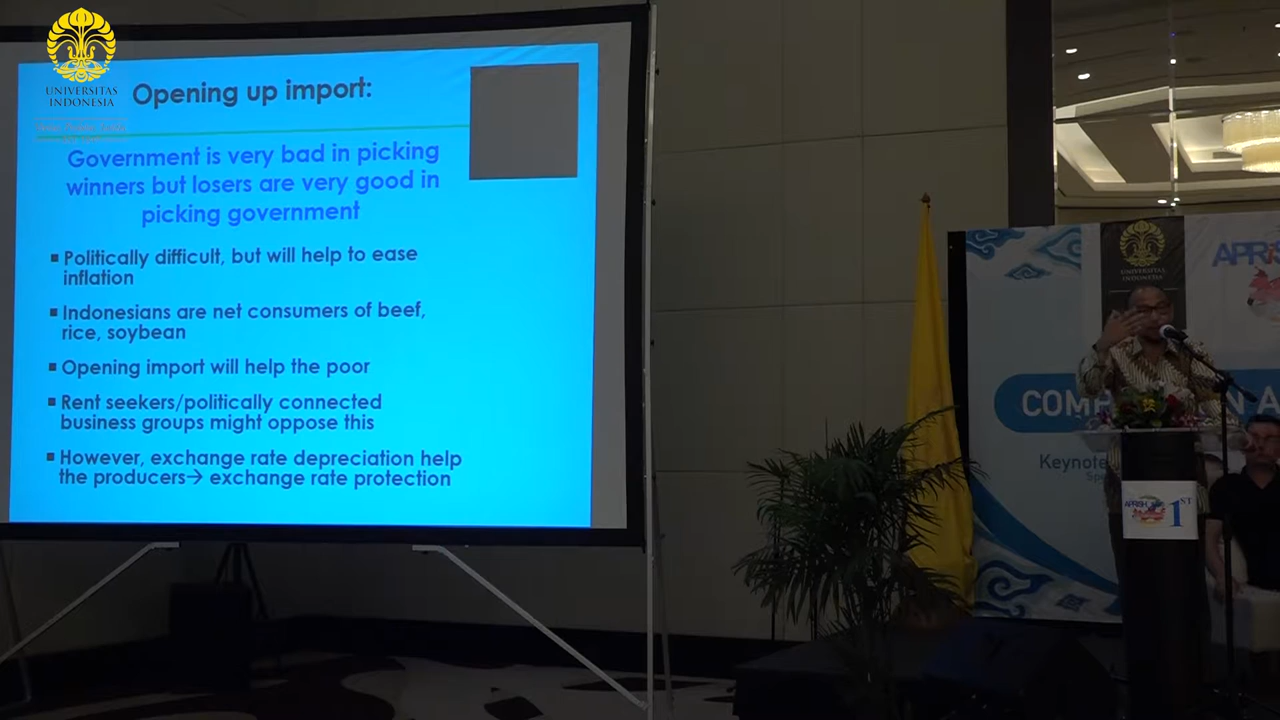 UNIVERSITAS
INDONESIA
Opening up import:
Government is very bad in picking
winners but losers are very good in
picking government
▪ Politically difficult, but will help to ease
inflation
▪ Indonesians are net consumers of beef,
rice, soybean
▪ Opening import will help the poor
▪ Rent seekers/politically connected
business groups might oppose this
▪ However, exchange rate depreciation help
the producers→ exchange rate protection
UNIVERSITAS
INDONESIA
COM
N A
Keynote
Sp
APRiSH
1ST